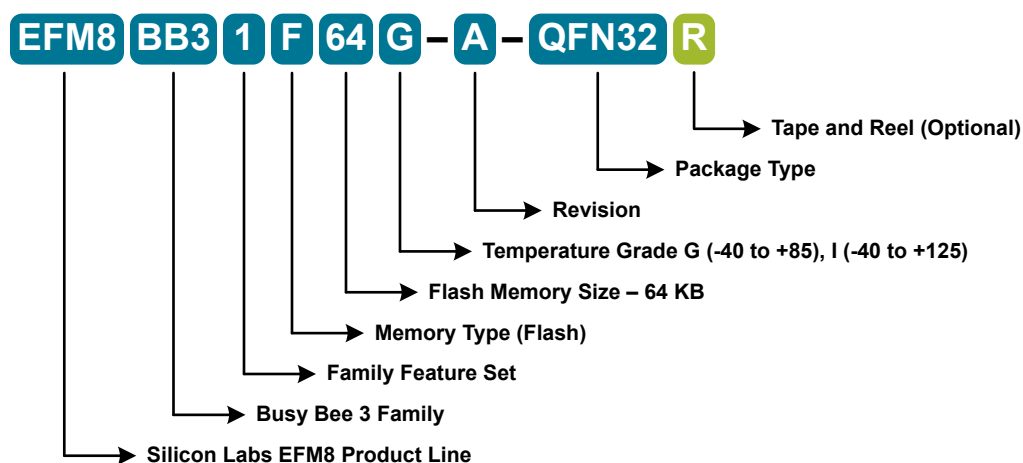 EFM8 BB3 1 F 64 G – A – QFN32 R
Tape and Reel (Optional)
Package Type
Revision
Temperature Grade G (-40 to +85), I (-40 to +125)
Flash Memory Size – 64 KB
Memory Type (Flash)
Family Feature Set
Busy Bee 3 Family
Silicon Labs EFM8 Product Line